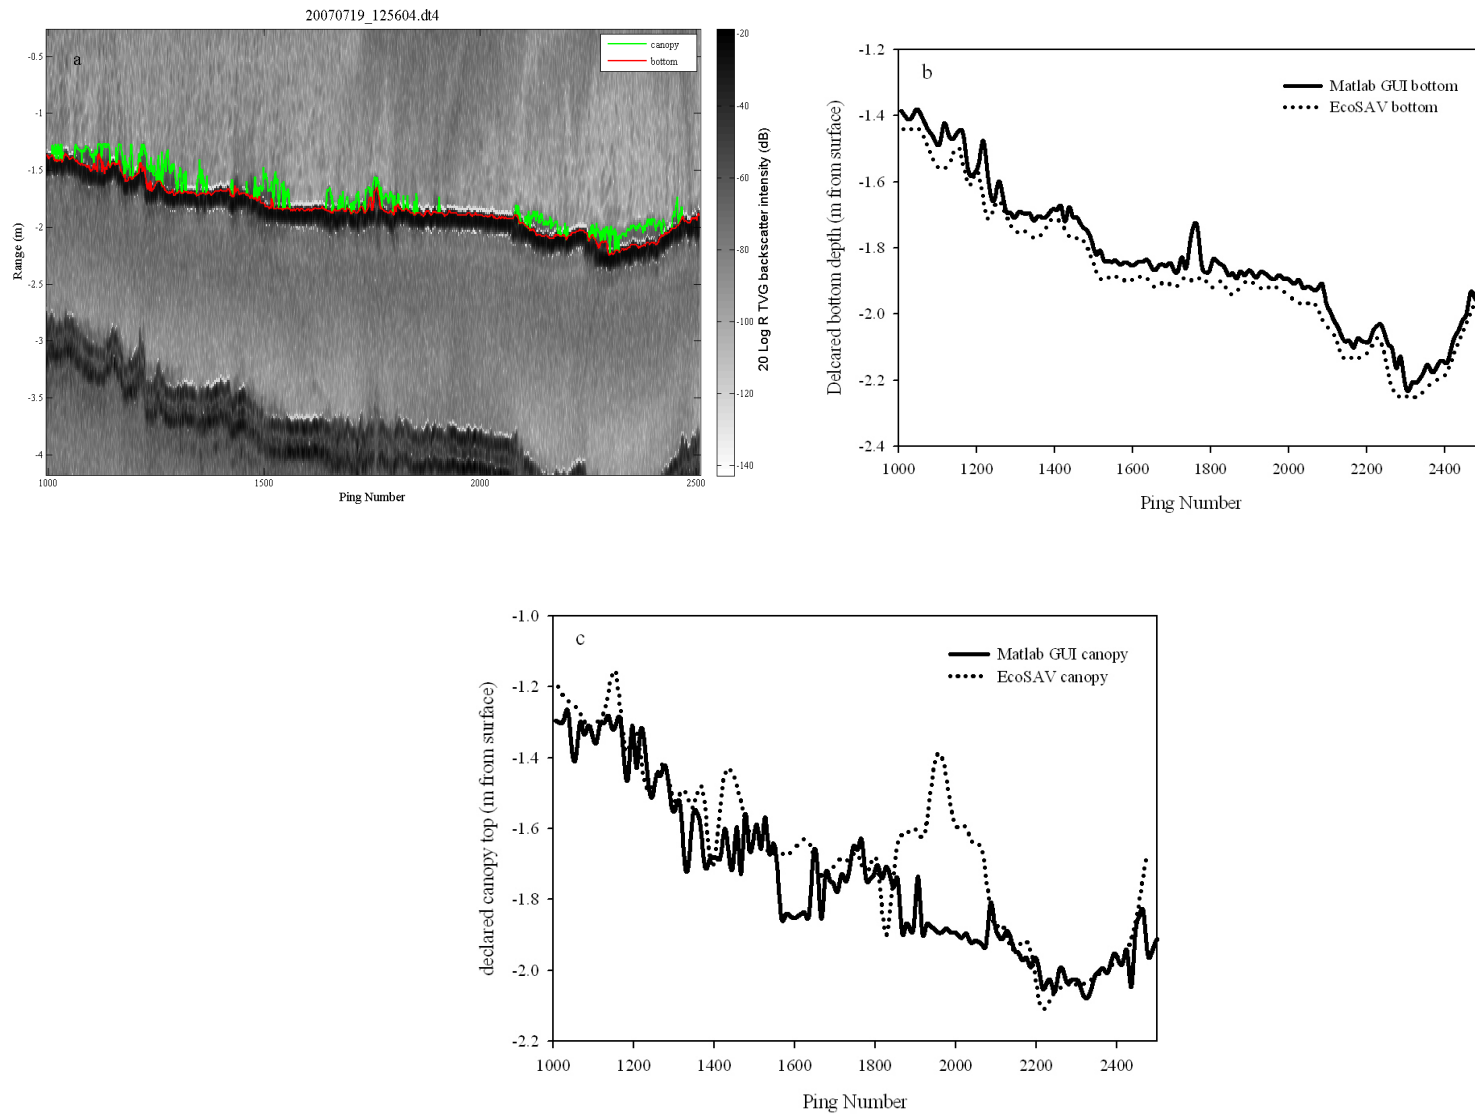 20070719_125604.dt4
a
canopy
bottom
-0.5
-1
-1.5
-2
-2.5
-3
-3.5
-4
Range (m)
1000
1500
2000
2500
Ping Number
-20
-40
-60
-80
-100
-120
-140
20 Log R TVG backscatter intensity (dB)
b
Matlab GUI bottom
EcoSAV bottom
-1.2
-1.4
-1.6
-1.8
-2.0
-2.2
-2.4
Delcared bottom depth (m from surface)
1000
1200
1400
1600
1800
2000
2200
2400
Ping Number
c
Matlab GUI canopy
EcoSAV canopy
-1.0
-1.2
-1.4
-1.6
-1.8
-2.0
-2.2
declared canopy top (m from surface)
1000
1200
1400
1600
1800
2000
2200
2400
Ping Number